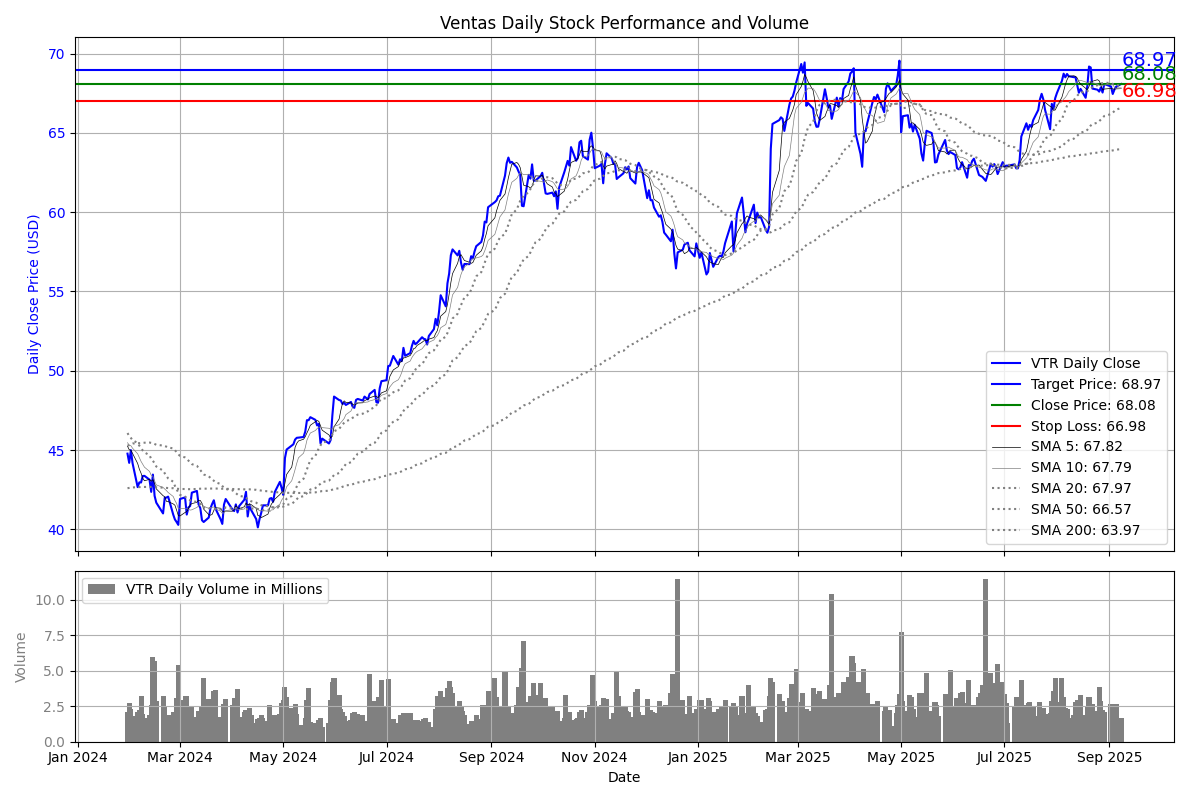 Ventas Daily Stock Performance and Volume
70
65
60
55
50
45
40
Daily Close Price (USD)
68.97
68.08
66.98
VTR Daily Close
Target Price: 68.97
Close Price: 68.08
Stop Loss: 66.98
SMA 5: 67.82
SMA 10: 67.79
SMA 20: 67.97
SMA 50: 66.57
SMA 200: 63.97
VTR Daily Volume in Millions
10.0
7.5
5.0
2.5
0.0
Volume
Jan 2024 Mar 2024 May 2024 Jul 2024 Sep 2024 Nov 2024 Jan 2025 Mar 2025 May 2025 Jul 2025 Sep 2025
Date